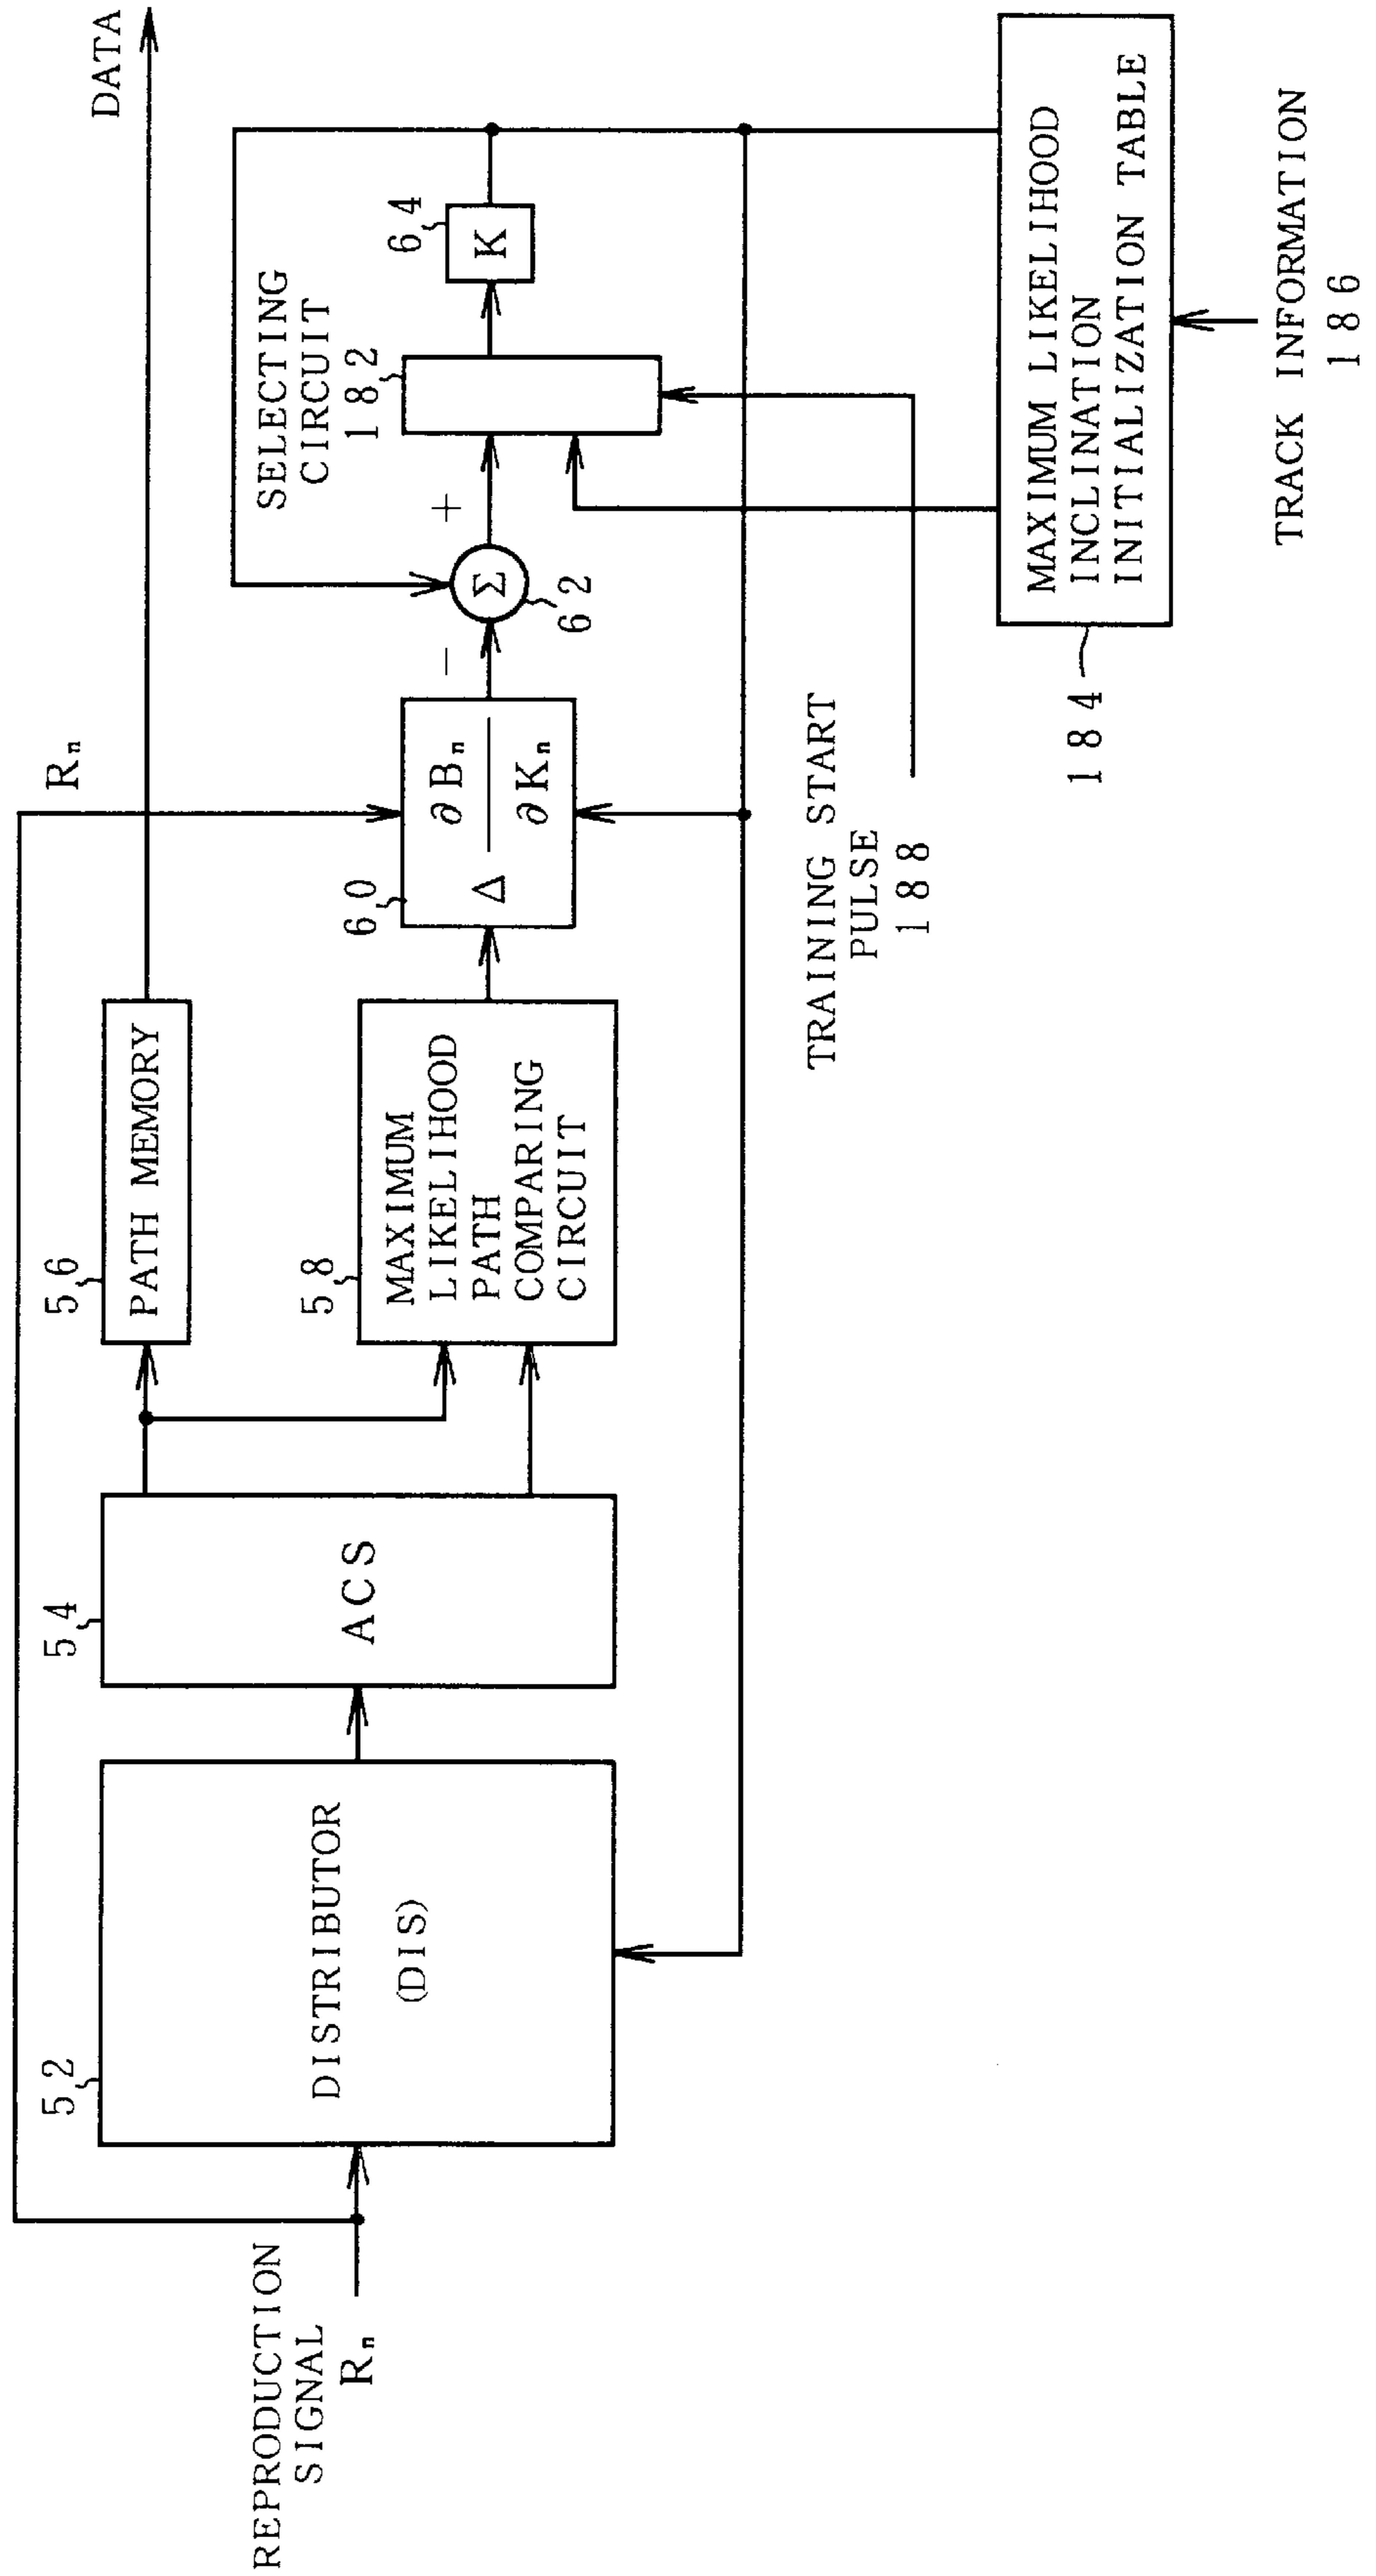 REPRODUCTION
SIGNAL
Rn
52
DISTRIBUTOR
(DIS)
54
ACS
56
PATH MEMORY
58
MAXIMUM
LIKELIHOOD
PATH
COMPARING
CIRCUIT
Rn
DATA
60
Δ ∂Bn
∂Kn
−
+
Σ
62
SELECTING
CIRCUIT
182
64
K
TRAINING START
PULSE
188
184
MAXIMUM LIKELIHOOD
INCLINATION
INITIALIZATION TABLE
TRACK INFORMATION
186